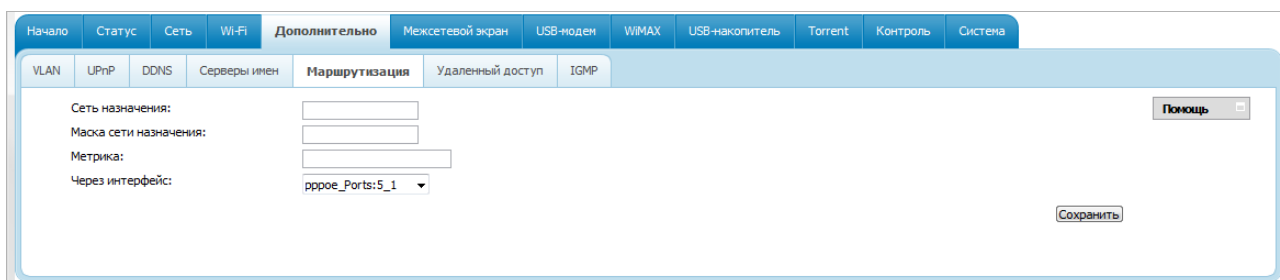 Начало Статус Сеть Wi-Fi Дополнительно Межсетевой экран USB-модем WiMAX USB-накопитель Torrent Контроль Система
VLAN UPnP DDNS Серверы имен Маршрутизация Удаленный доступ IGMP
Сеть назначения:
Помощь
Маска сети назначения:
Метрика:
Через интерфейс: pppoe_Ports:5_1
Сохранить